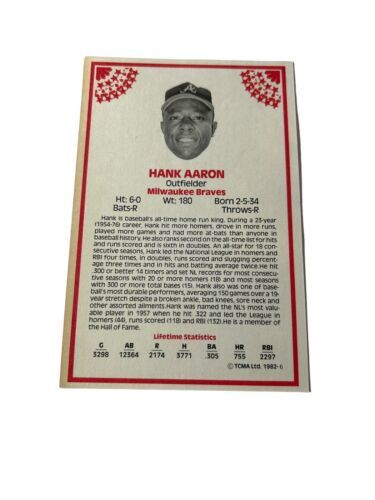 HANK AARON
Outfielder
Milwaukee Braves
Ht: 6-0 Wt: 180 Born 2-5-34
Bats-R Throws-R
Hank is baseball's all-time home run king. During a 23-year
(1954-76) career, Hank hit more homers, drove in more runs,
played more games and had more at-bats than anyone in
baseball history. He also ranks second on the all-time list for hits
and runs scored and is sixth in doubles. An all-star for 18 con-
secutive seasons, Hank led the National League in homers and
RBI four times, in doubles, runs scored and slugging percent-
age three times and in hits and batting average twice. He hit
.300 or better 14 times and set NL records for most consecu-
tive seasons with 20 or more homers (20) and most seasons
with 300 or more total bases (15). Hank also was one of base-
ball's most durable performers, averaging 150 games over a 19-
year stretch despite a broken ankle, bad knees, sore neck and
other assorted ailments. Hank was named the NL's most valu-
able player in 1957 when he hit .322 and led the League in
homers (44), runs scored (118) and RBI (132). He is a member of
the Hall of Fame.
Lifetime Statistics
G AB R H BA HR RBI
3298 12364 2174 3771 .305 755 2297
© TCMA Ltd. 1982-6